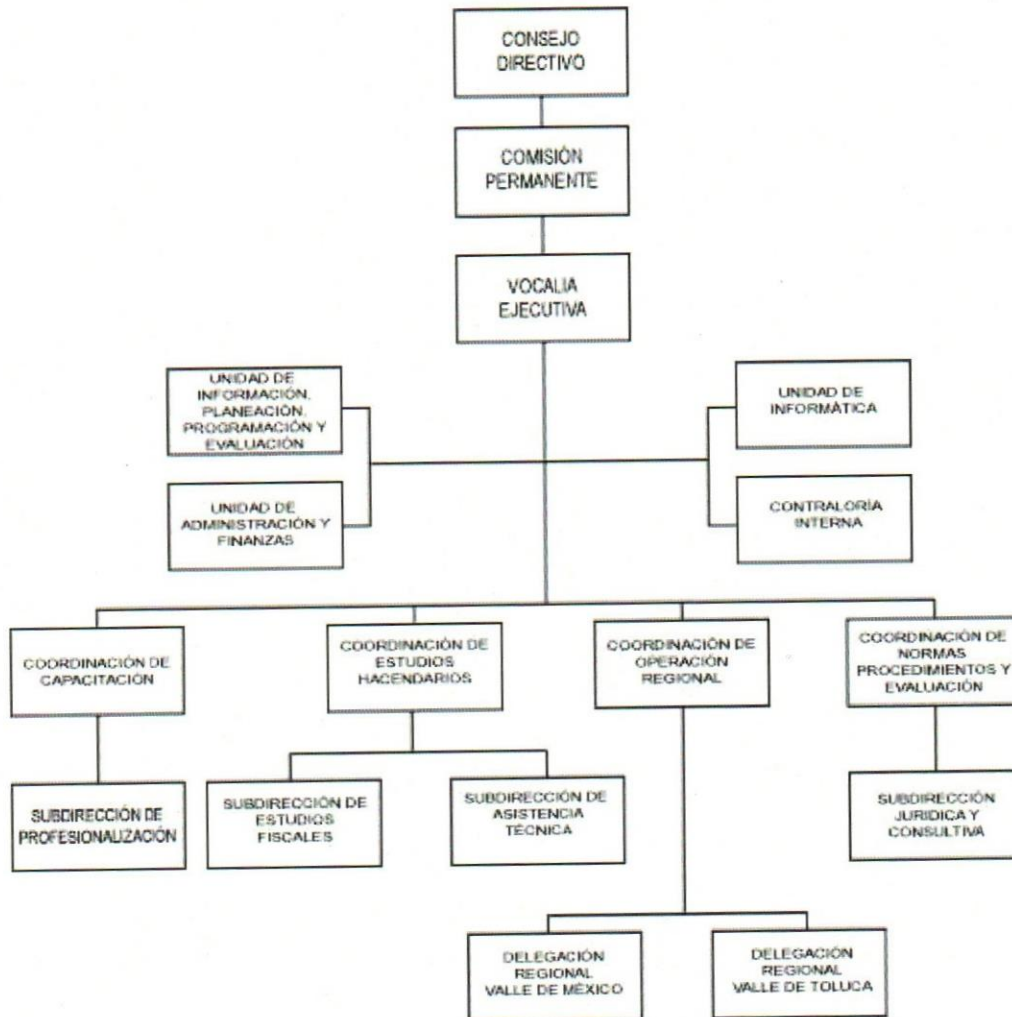 CONSEJO
DIRECTIVO
COMISIÓN
PERMANENTE
VOCALIA
EJECUTIVA
UNIDAD DE
INFORMACIÓN,
PLANEACIÓN,
PROGRAMACIÓN Y
EVALUACIÓN
UNIDAD DE
INFORMÁTICA
UNIDAD DE
ADMINISTRACIÓN Y
FINANZAS
CONTRALORÍA
INTERNA
COORDINACIÓN DE
CAPACITACIÓN
COORDINACIÓN DE
ESTUDIOS
HACENDARIOS
COORDINACIÓN DE
OPERACIÓN
REGIONAL
COORDINACIÓN DE
NORMAS
PROCEDIMIENTOS Y
EVALUACIÓN
SUBDIRECCIÓN DE
PROFESIONALIZACIÓN
SUBDIRECCIÓN DE
ESTUDIOS
FISCALES
SUBDIRECCIÓN DE
ASISTENCIA
TÉCNICA
SUBDIRECCIÓN
JURIDICA Y
CONSULTIVA
DELEGACIÓN
REGIONAL
VALLE DE MÉXICO
DELEGACIÓN
REGIONAL
VALLE DE TOLUCA